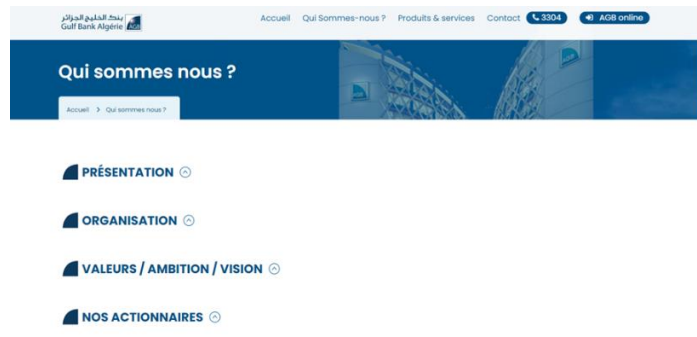 بنك الخليج الجزائر
Gulf Bank Algérie
AGB
Accueil Qui Sommes-nous ? Produits & services Contact 3304 AGB online
Qui sommes nous ?
Accueil > Qui sommes nous ?
PRÉSENTATION
ORGANISATION
VALEURS / AMBITION / VISION
NOS ACTIONNAIRES